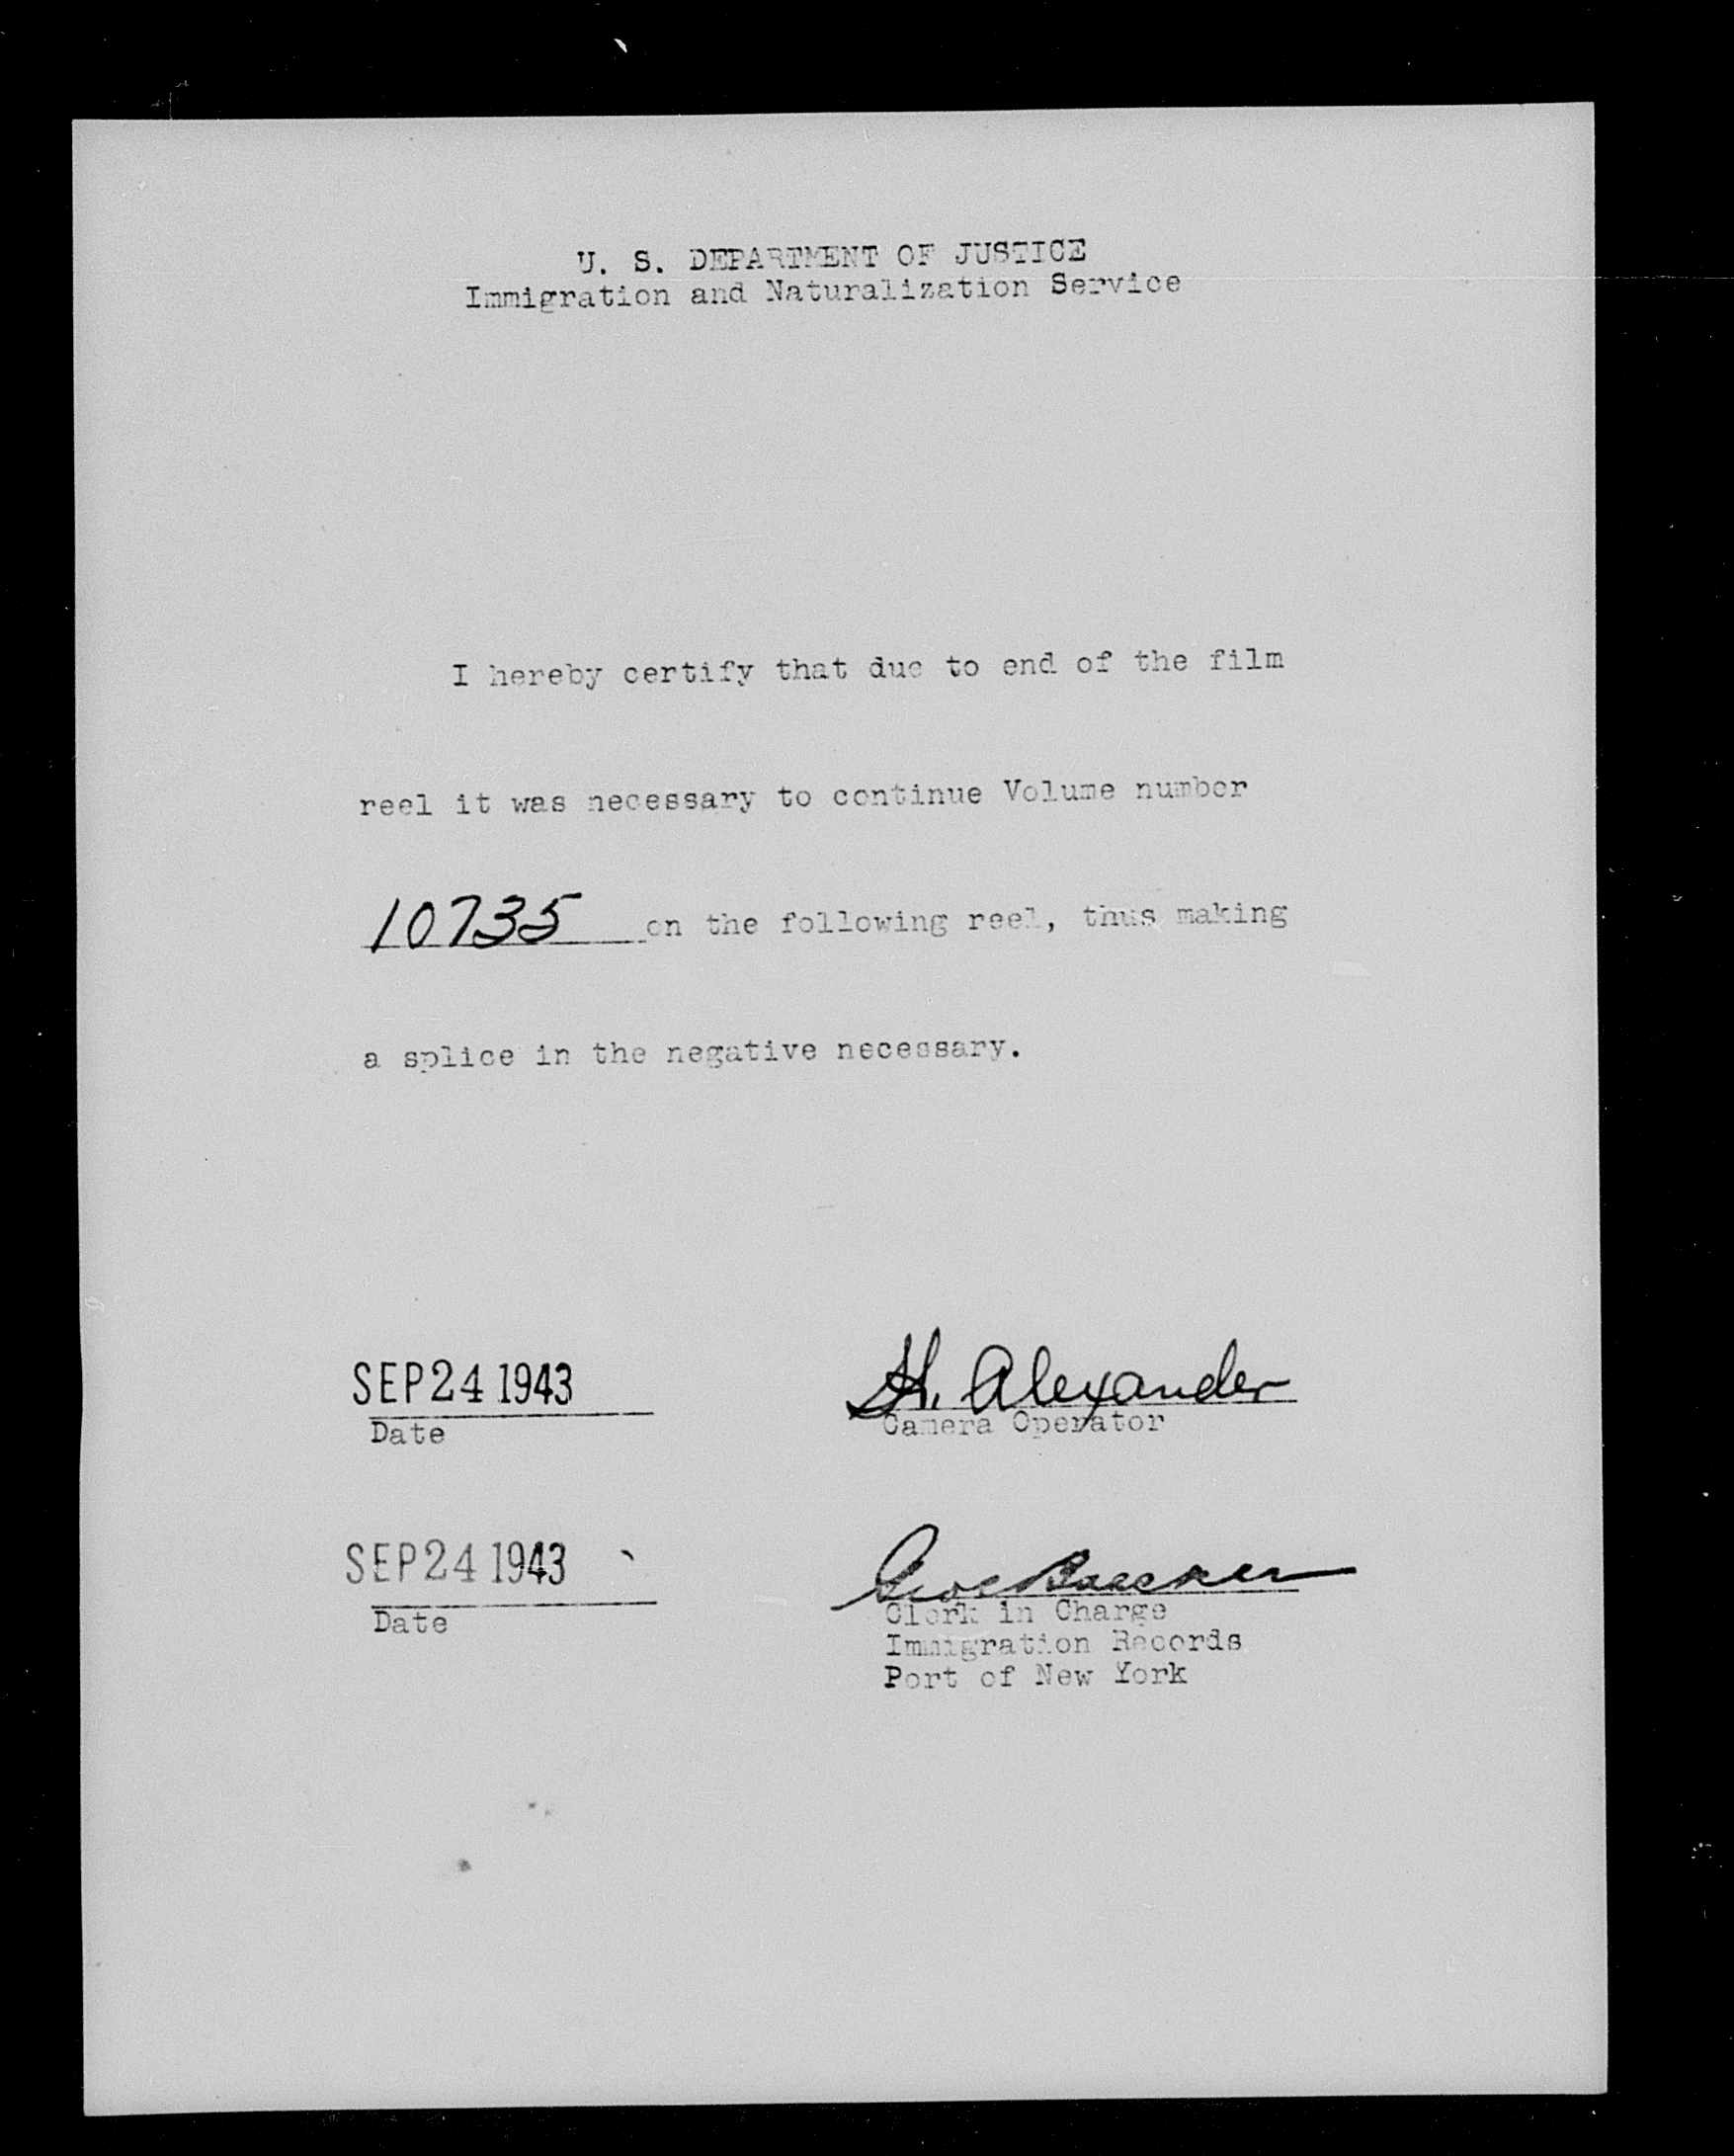 U. S. DEPARTMENT OF JUSTICE
Immigration and Naturalization Service
I hereby certify that due to end of the film
reel it was necessary to continue Volume number
10735 on the following reel, thus making
a splice in the negative necessary.
SEP 24 1943
H. Alexander
Date
Camera Operator
SEP 24 1943
Date
Clerk in Charge
Immigration Records
Port of New York